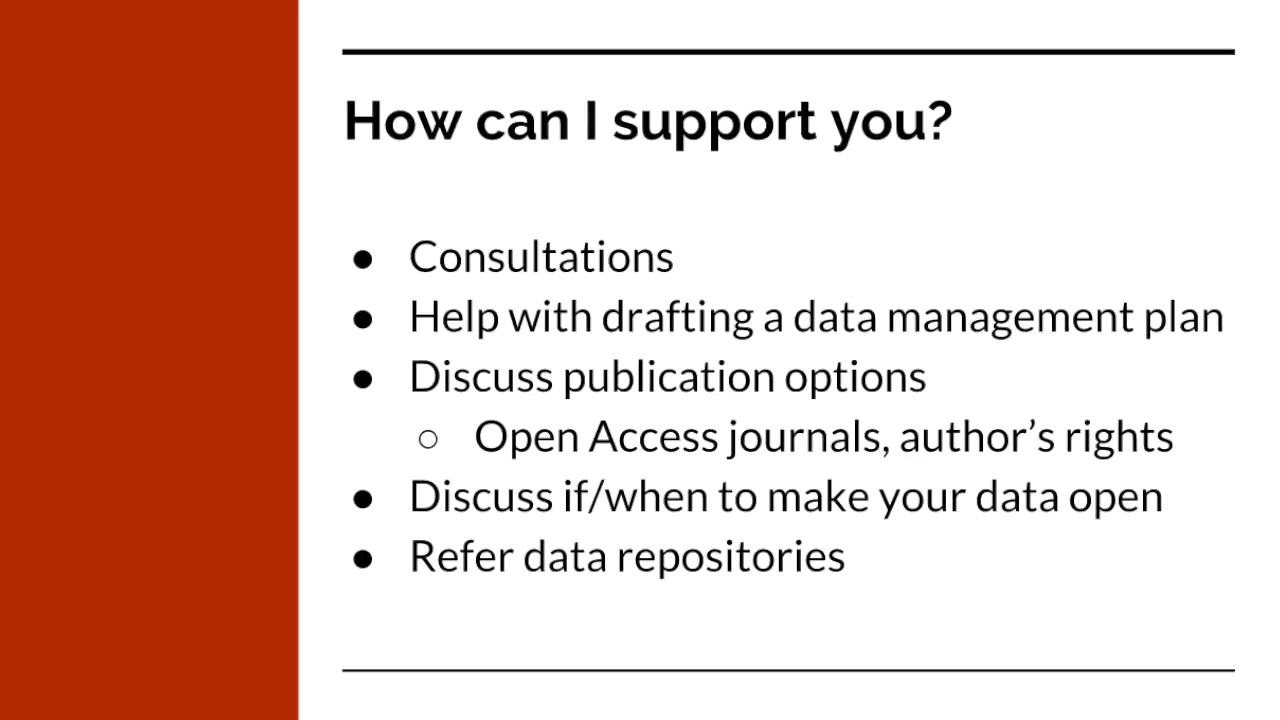 How can I support you?
● Consultations
● Help with drafting a data management plan
● Discuss publication options
○ Open Access journals, author’s rights
● Discuss if/when to make your data open
● Refer data repositories